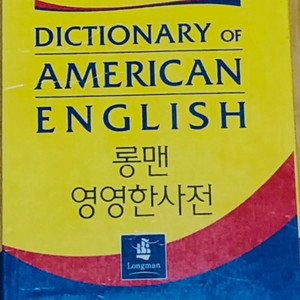 DICTIONARY OF
AMERICAN
ENGLISH
롱맨
영영한사전
Longman